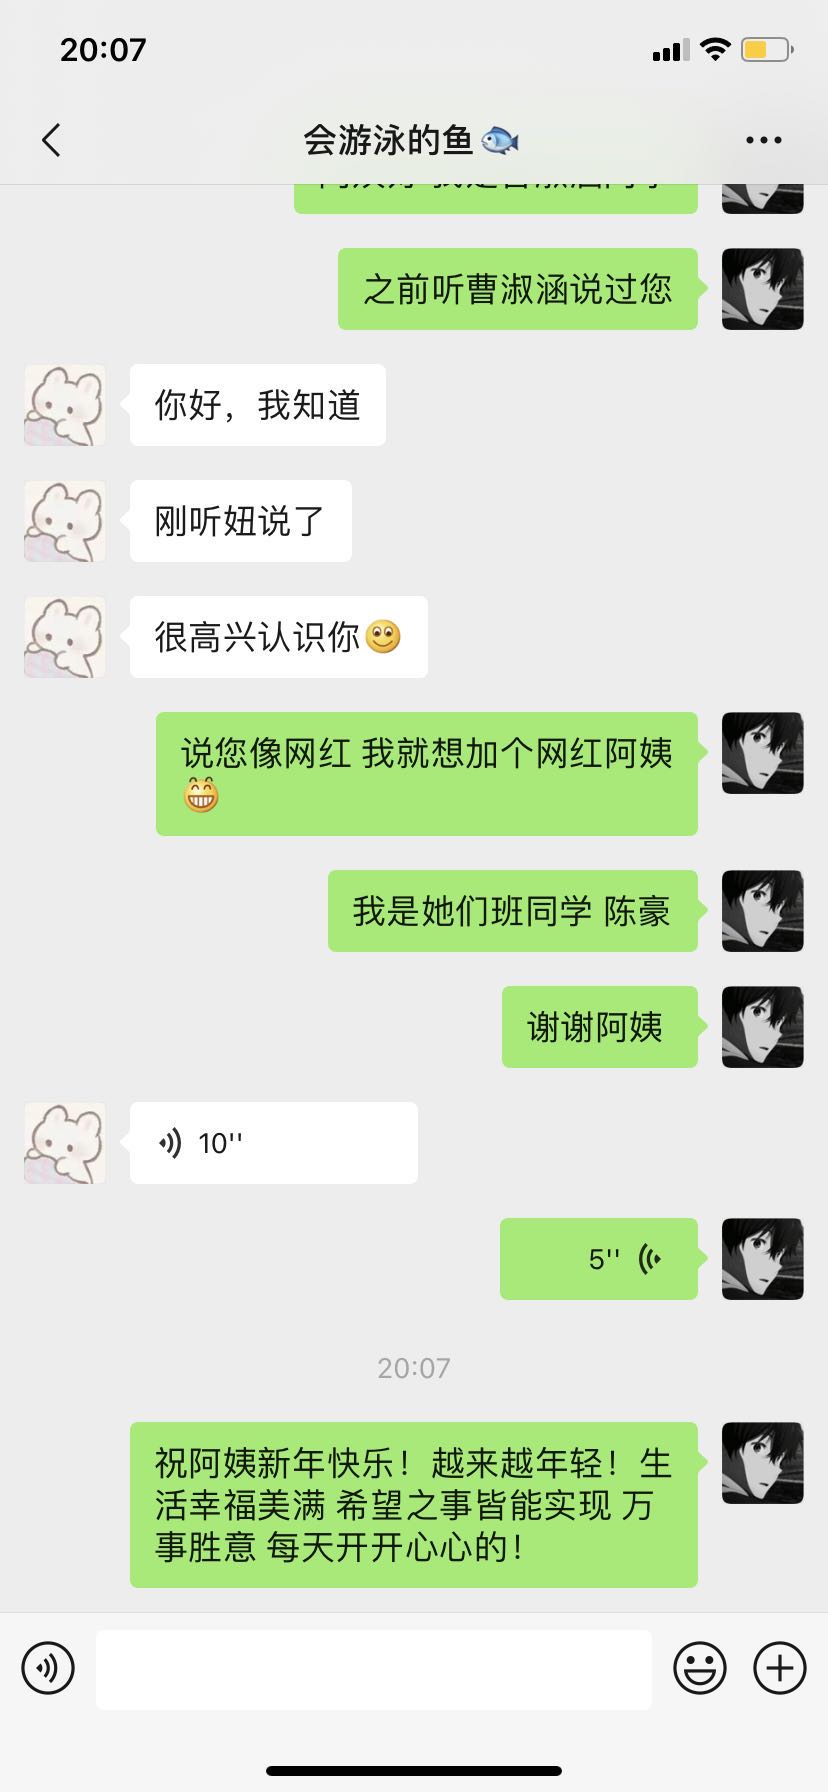 20:07
会游泳的鱼🐟
之前听曹淑涵说过您
你好，我知道
刚听妞说了
很高兴认识你
说您像网红 我就想加个网红阿姨
😁
我是她们班同学 陈豪
谢谢阿姨
10''
5''
20:07
祝阿姨新年快乐！越来越年轻！生
活幸福美满 希望之事皆能实现 万
事胜意 每天开开心心的！